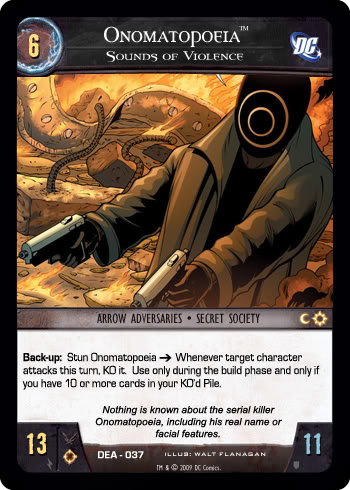 6
Onomatopoeia™
Sounds of Violence
DC
Arrow Adversaries • Secret Society
Back-up: Stun Onomatopoeia ➔ Whenever target character
attacks this turn, KO it. Use only during the build phase and only if
you have 10 or more cards in your KO'd Pile.
Nothing is known about the serial killer
Onomatopoeia, including his real name or
facial features.
13
DEA - 037
Illus: Walt Flanagan
11
TM & © 2009 DC Comics.